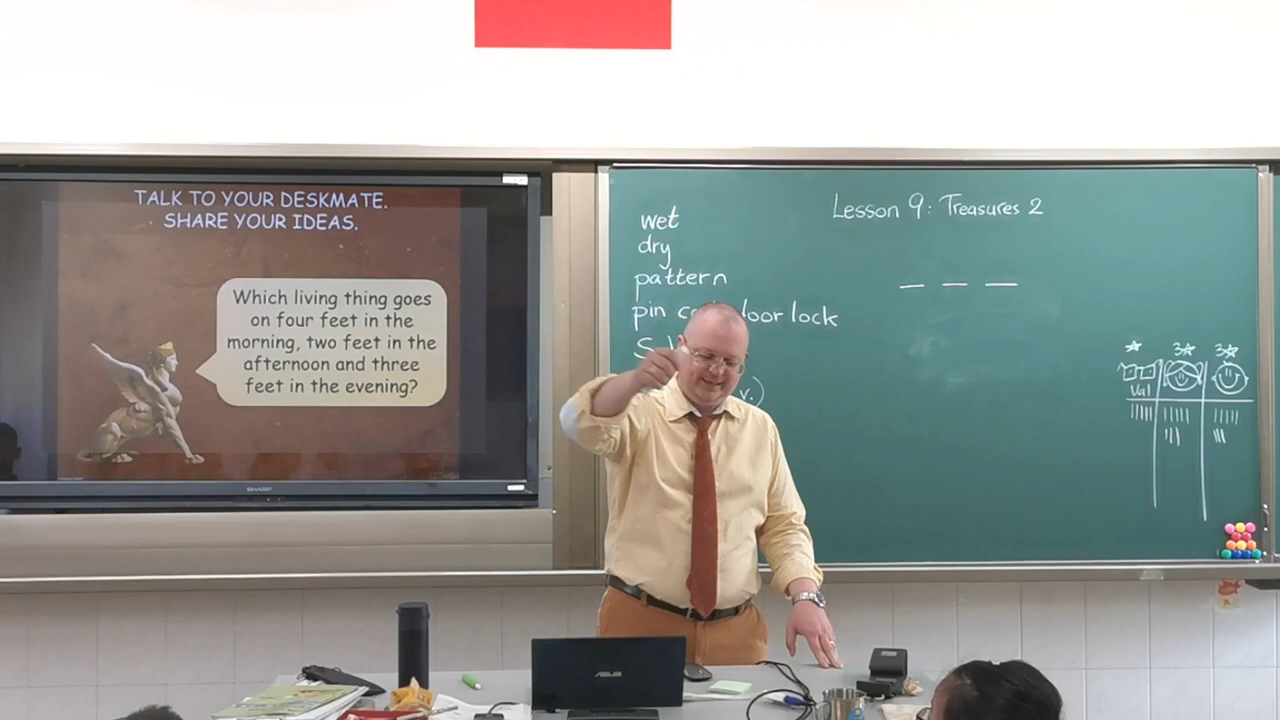 TALK TO YOUR DESKMATE.
SHARE YOUR IDEAS.
Which living thing goes
on four feet in the
morning, two feet in the
afternoon and three
feet in the evening?
SHARP
wet
dry
pattern
pin door lock
Lesson 9: Treasures 2
3 3
Val
ASUS